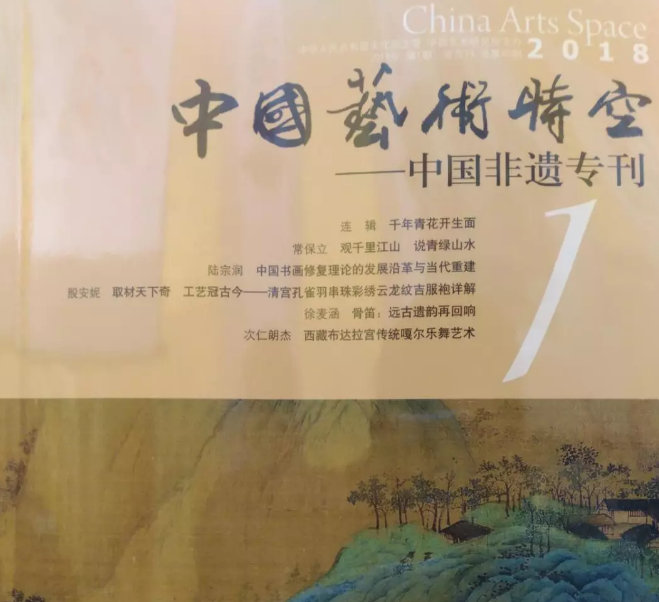 China Arts Space
2018
中國藝術時空
——中国非遗专刊
1
连 辑 千年青花开生面
常保立 观千里江山 说青绿山水
陆宗润 中国书画修复理论的发展沿革与当代重建
殷安妮 取材天下奇 工艺冠古今——清宫孔雀羽串珠彩绣云龙纹吉服袍详解
徐麦涵 骨笛：远古遗韵再回响
次仁朗杰 西藏布达拉宫传统嘎尔乐舞艺术